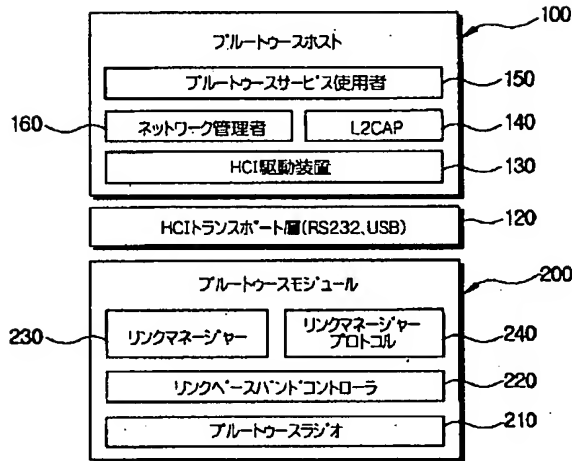 ブルートゥースホスト
100
ブルートゥースサービス使用者
150
160
ネットワーク管理者
L2CAP
140
HCI駆動装置
130
HCIトランスポート層(RS232、USB)
120
ブルートゥースモジュール
200
230
リンクマネージャー
リンクマネージャー
プロトコル
240
リンクベースバンドコントローラ
220
ブルートゥースラジオ
210